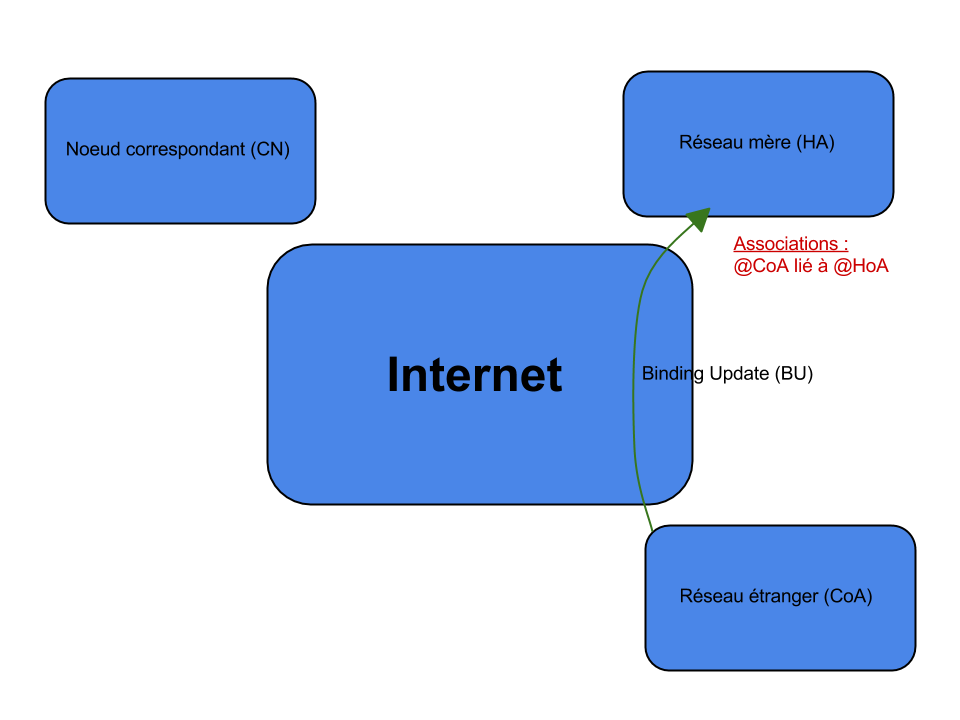 Noeud correspondant (CN)
Réseau mère (HA)
Associations :
@CoA lié à @HoA
Internet
Binding Update (BU)
Réseau étranger (CoA)